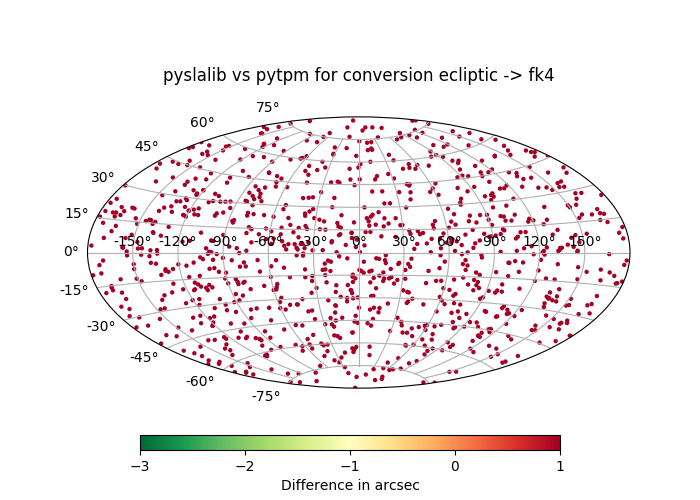 pyslalib vs pytpm for conversion ecliptic -> fk4
75°
60°
45°
30°
15°
-150° -120° -90° -60° -30° 0° 30° 60° 90° 120° 150°
0°
-15°
-30°
-45°
-60°
-75°
−3 −2 −1 0 1
Difference in arcsec